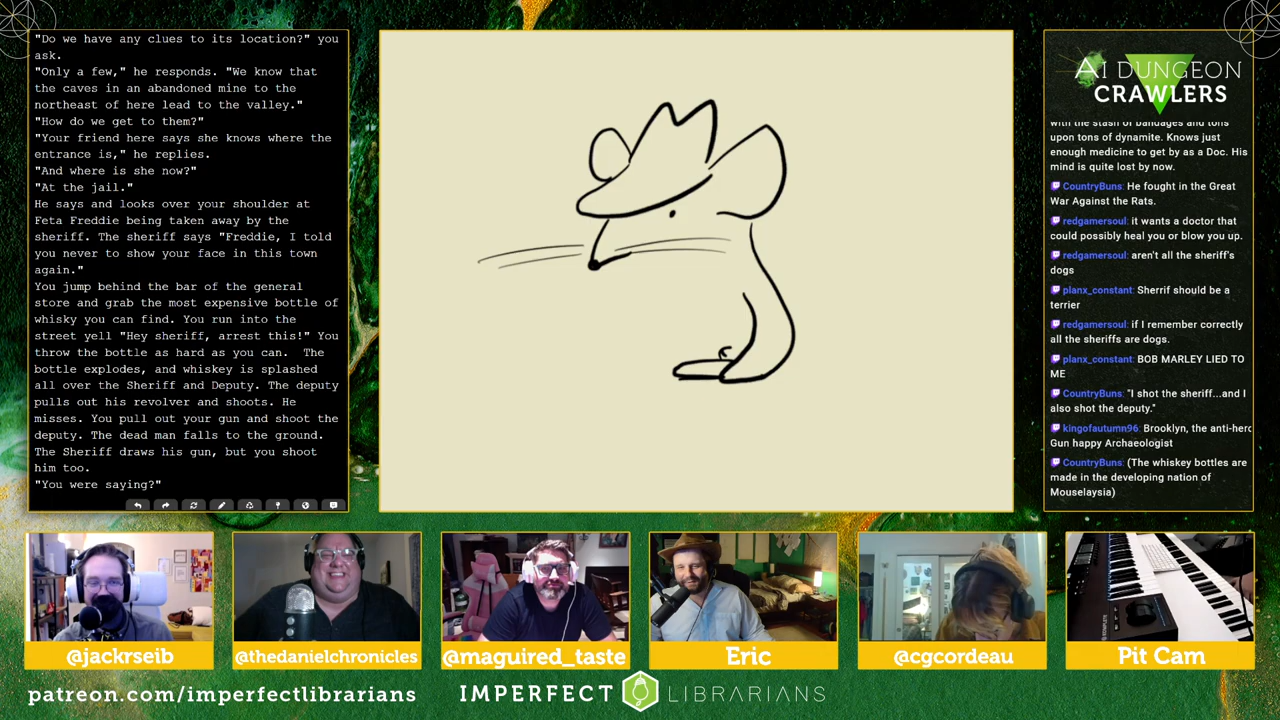 "Do we have any clues to its location?" you
ask.
"Only a few," he responds. "We know that
the caves in an abandoned mine to the
northeast of here lead to the valley."
"How do we get to them?"
"Your friend here says she knows where the
entrance is," he replies.
"And where is she now?"
"At the jail."
He says and looks over your shoulder at
Feta Freddie being taken away by the
sheriff. The sheriff says "Freddie, I told
you never to show your face in this town
again."
You jump behind the bar of the general
store and grab the most expensive bottle of
whisky you can find. You run into the
street yell "Hey sheriff, arrest this!" You
throw the bottle as hard as you can.  The
bottle explodes, and whiskey is splashed
all over the Sheriff and Deputy. The deputy
pulls out his revolver and shoots. He
misses. You pull out your gun and shoot the
deputy. The dead man falls to the ground.
The Sheriff draws his gun, but you shoot
him too.
"You were saying?"
AI DUNGEON
CRAWLERS
with the stash of bandages and tons
upon tons of dynamite. Knows just
enough medicine to get by as a Doc. His
mind is quite lost by now.
CountryBuns: He fought in the Great
War Against the Rats.
redgamersoul: it wants a doctor that
could possibly heal you or blow you up.
redgamersoul: aren't all the sheriff's
dogs
planx_constant: Sherrif should be a
terrier
redgamersoul: if I remember correctly
all the sheriffs are dogs.
planx_constant: BOB MARLEY LIED TO
ME
CountryBuns: "I shot the sheriff...and I
also shot the deputy."
kingofautumn96: Brooklyn, the anti-hero
Gun happy Archaeologist
CountryBuns: (The whiskey bottles are
made in the developing nation of
Mouselaysia)
@jackrseib
@thedanielchronicles
@maguired_taste
Eric
@cgcordeau
Pit Cam
patreon.com/imperfectlibrarians
IMPERFECT LIBRARIANS